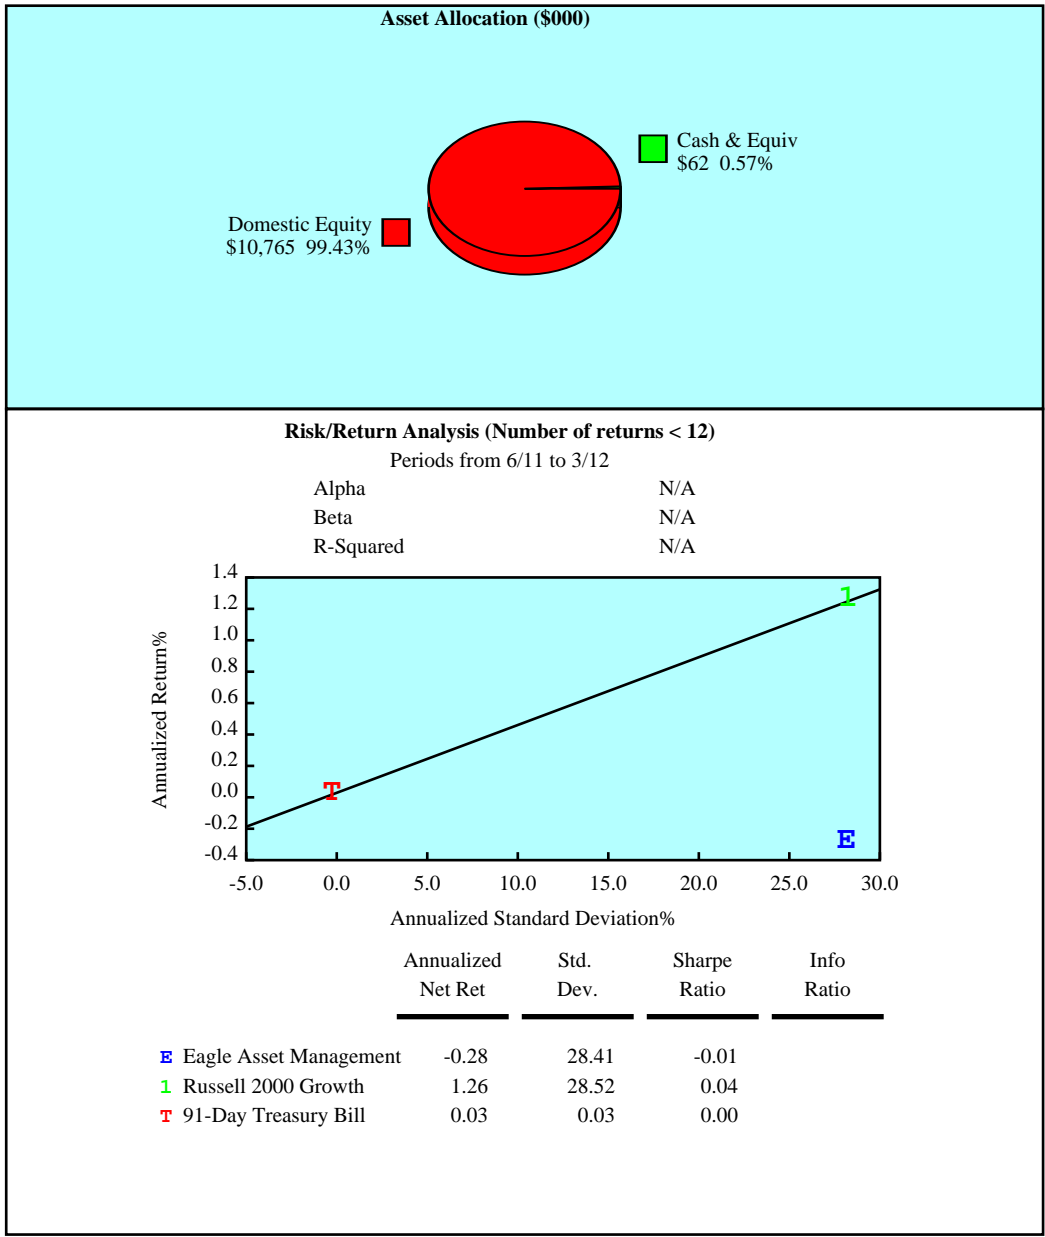 Asset Allocation ($000)
Cash & Equiv
$62 0.57%
Domestic Equity
$10,765 99.43%
Risk/Return Analysis (Number of returns < 12)
Periods from 6/11 to 3/12
Alpha N/A
Beta N/A
R-Squared N/A
1.4
1.2
1.0
0.8
0.6
0.4
0.2
0.0
-0.2
-0.4
Annualized Return%
1
T
E
-5.0 0.0 5.0 10.0 15.0 20.0 25.0 30.0
Annualized Standard Deviation%
Annualized Std. Sharpe Info
Net Ret Dev. Ratio Ratio
E Eagle Asset Management -0.28 28.41 -0.01
1 Russell 2000 Growth 1.26 28.52 0.04
T 91-Day Treasury Bill 0.03 0.03 0.00